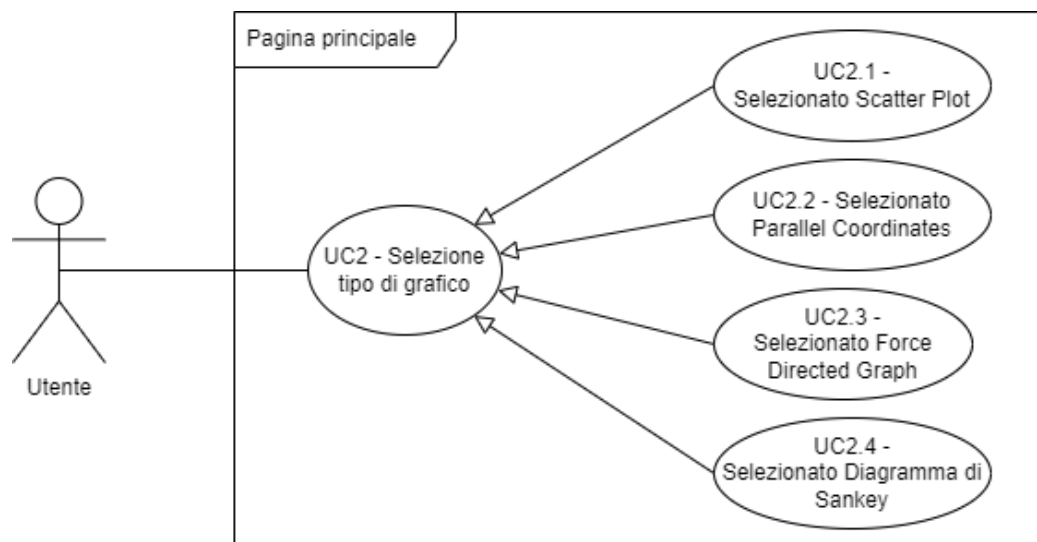 Pagina principale
UC2.1 -
Selezionato Scatter Plot
UC2.2 - Selezionato
Parallel Coordinates
UC2 - Selezione
tipo di grafico
UC2.3 -
Selezionato Force
Directed Graph
Utente
UC2.4 -
Selezionato Diagramma di
Sankey